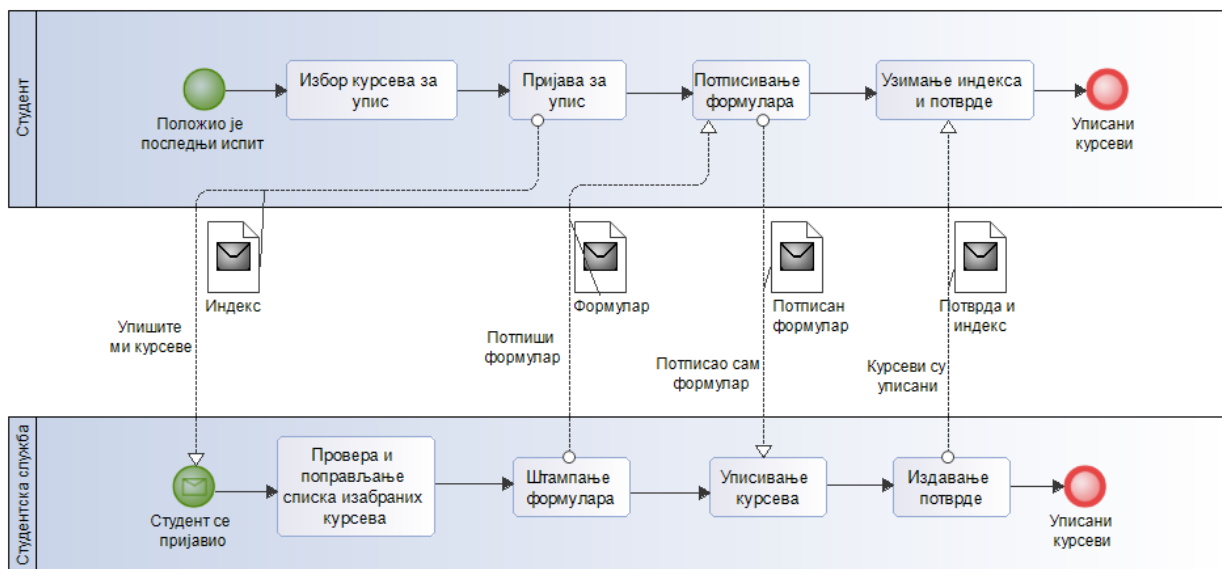 Студент
Положио је
последњи испит
Избор курсева за
упис
Пријава за
упис
Потписивање
формулара
Узимање индекса
и потврде
Уписани
курсеви
Индекс
Формулар
Потписан
формулар
Потврда и
индекс
Упишите
ми курсеве
Потпиши
формулар
Потписао сам
формулар
Курсеви су
уписани
Студентска служба
Студент се
пријавио
Провера и
поправљање
списка изабраних
курсева
Штампање
формулара
Уписивање
курсева
Издавање
потврде
Уписани
курсеви